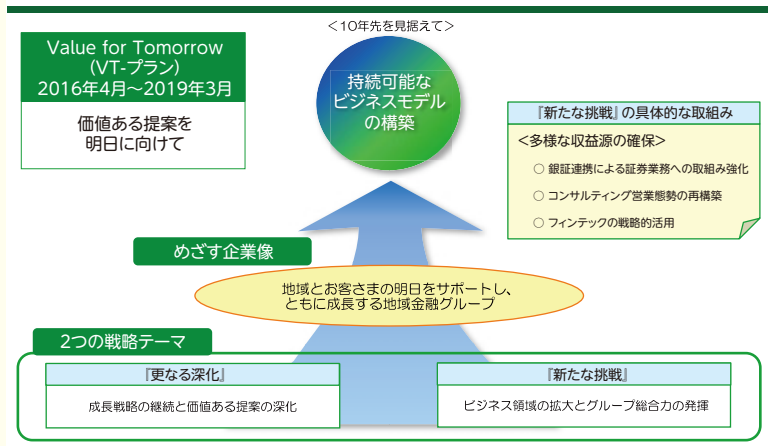 Value for Tomorrow
(VT-プラン)
2016年4月～2019年3月
価値ある提案を
明日に向けて
＜10年先を見据えて＞
持続可能な
ビジネスモデル
の構築
『新たな挑戦』の具体的な取組み
＜多様な収益源の確保＞
○ 銀証連携による証券業務への取組み強化
○ コンサルティング営業態勢の再構築
○ フィンテックの戦略的活用
めざす企業像
地域とお客さまの明日をサポートし、
ともに成長する地域金融グループ
2つの戦略テーマ
『更なる深化』
成長戦略の継続と価値ある提案の深化
『新たな挑戦』
ビジネス領域の拡大とグループ総合力の発揮